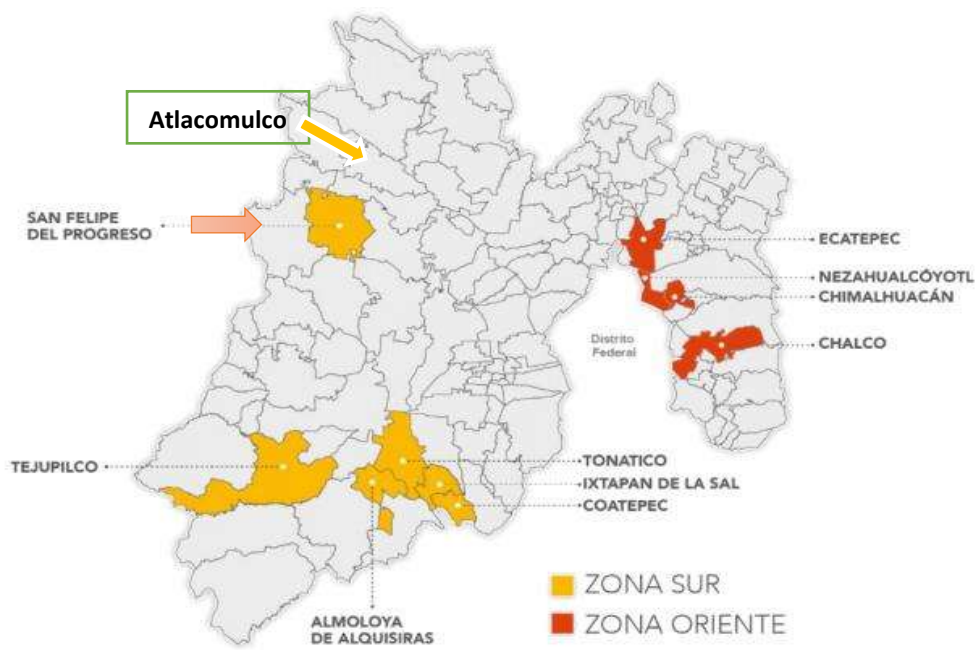 Atlacomulco
SAN FELIPE
DEL PROGRESO
ECATEPEC
NEZAHUALCÓYOTL
CHIMALHUACÁN
Distrito
Federal
CHALCO
TEJUPILCO
TONATICO
IXTAPAN DE LA SAL
COATEPEC
ALMOLOYA
DE ALQUISIRAS
ZONA SUR
ZONA ORIENTE